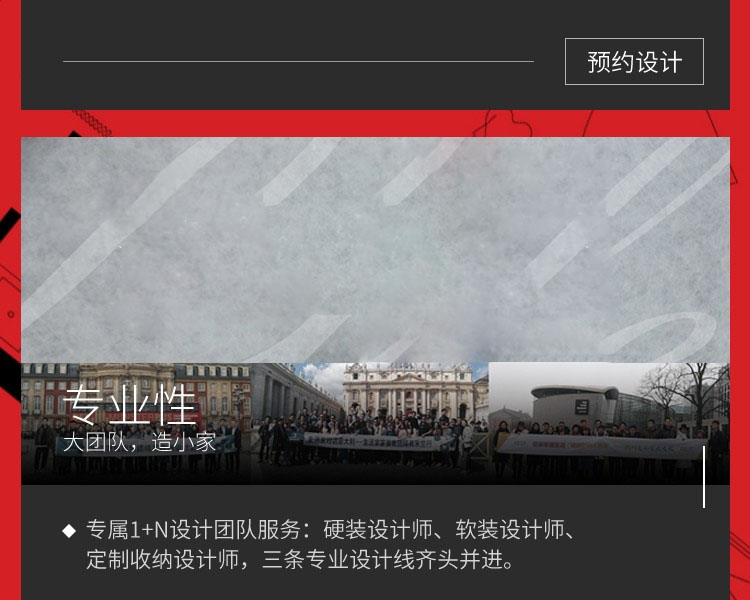 预约设计
专业性
大团队，造小家
◆ 专属1+N设计团队服务：硬装设计师、软装设计师、
定制收纳设计师，三条专业设计线齐头并进。